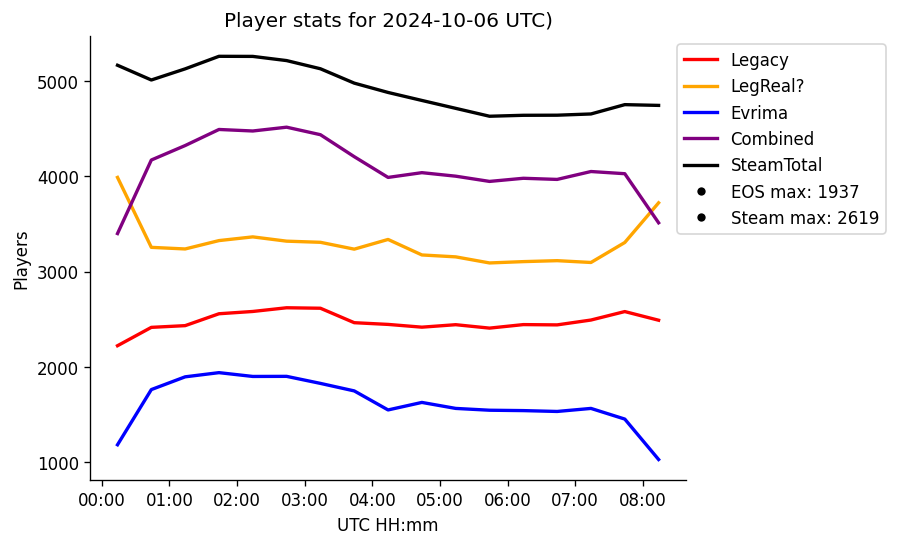 Player stats for 2024-10-06 UTC)
Players
5000
4000
3000
2000
1000
00:00 01:00 02:00 03:00 04:00 05:00 06:00 07:00 08:00
UTC HH:mm
Legacy
LegReal?
Evrima
Combined
SteamTotal
EOS max: 1937
Steam max: 2619